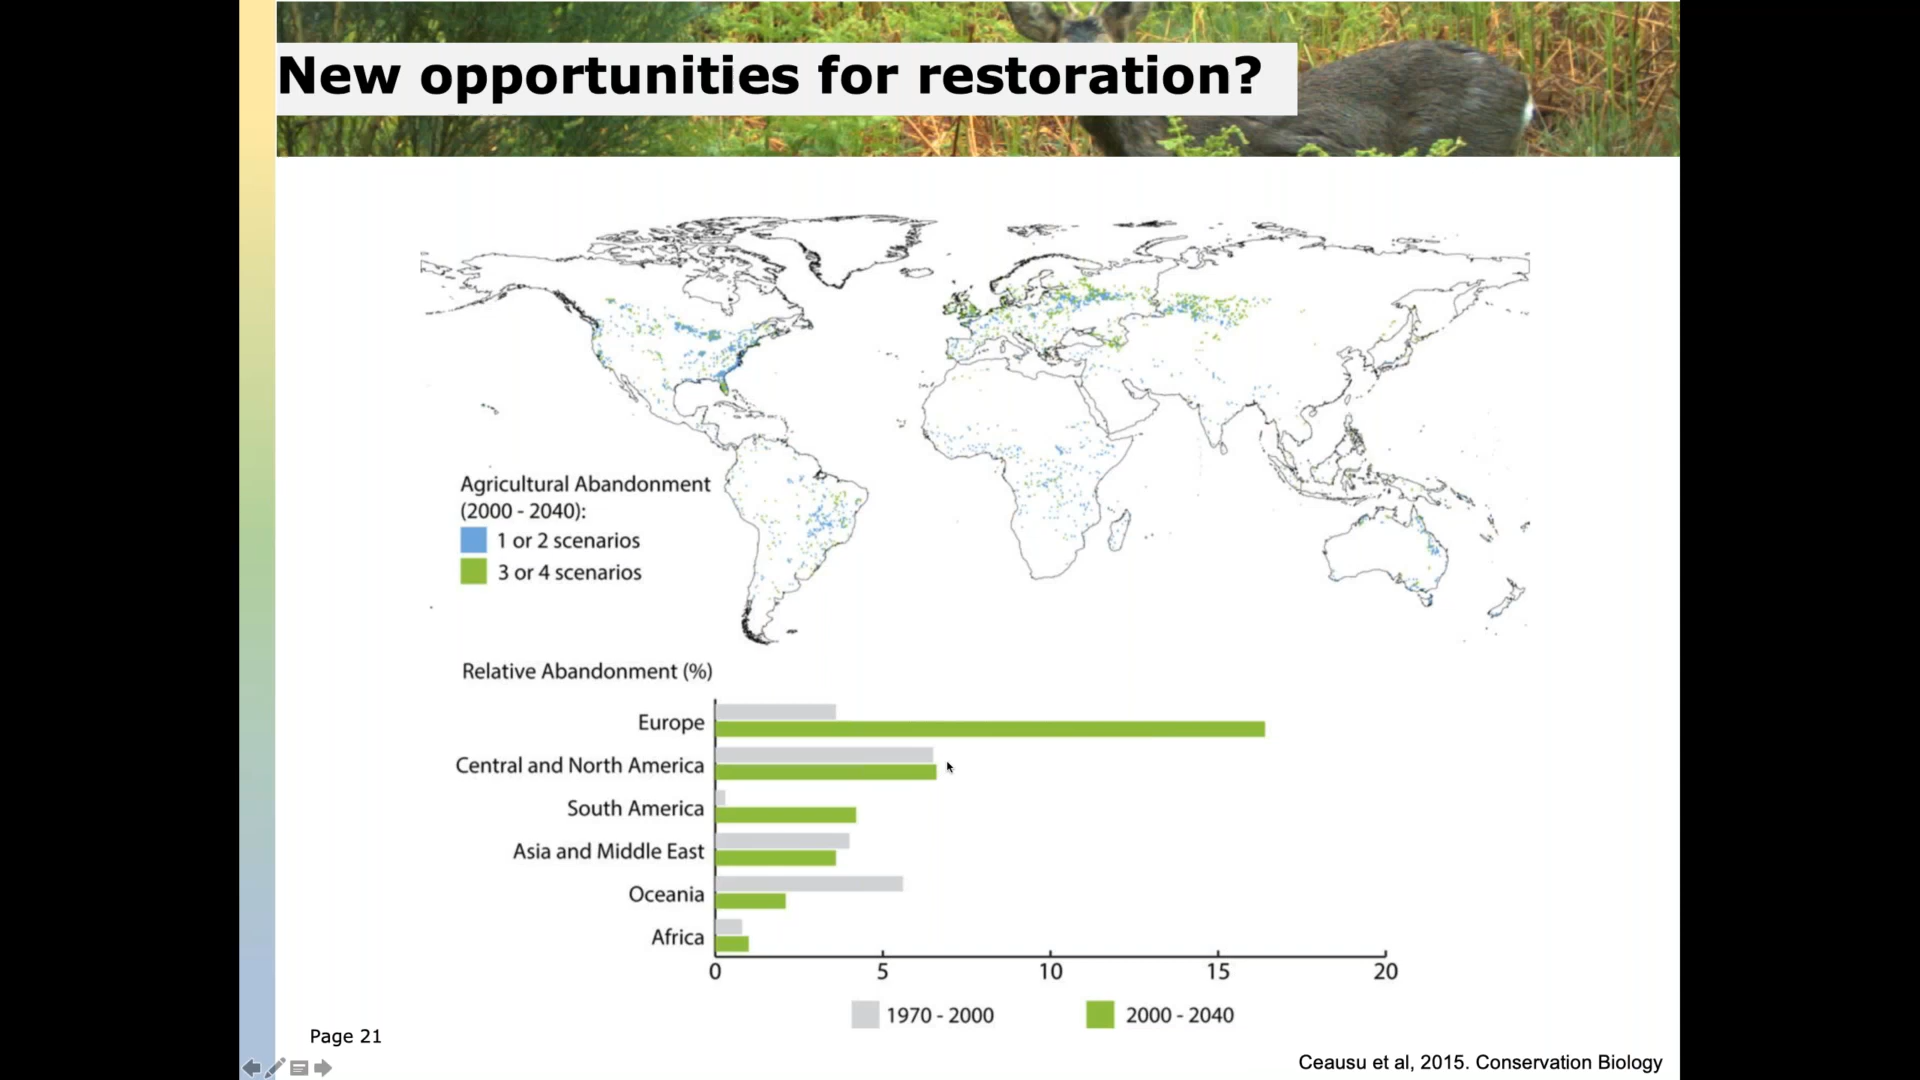 New opportunities for restoration?
Agricultural Abandonment
(2000 - 2040):
1 or 2 scenarios
3 or 4 scenarios
Relative Abandonment (%)
Europe
Central and North America
South America
Asia and Middle East
Oceania
Africa
0 5 10 15 20
1970 - 2000 2000 - 2040
Page 21
Ceausu et al, 2015. Conservation Biology